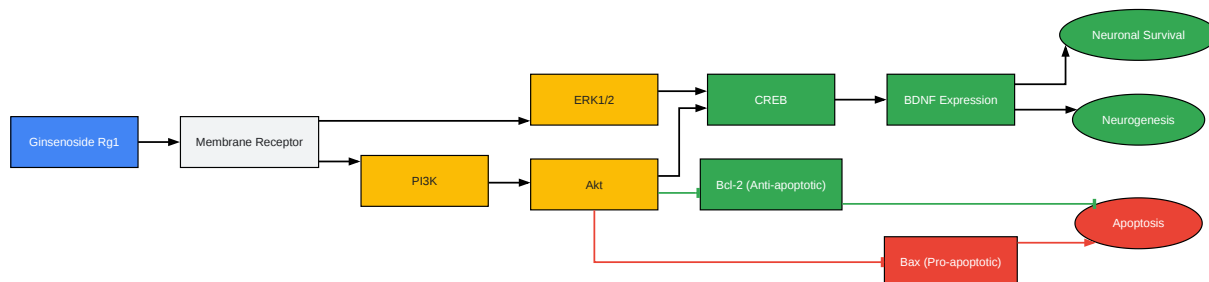 Neuronal Survival
ERK1/2
CREB
BDNF Expression
Neurogenesis
Ginsenoside Rg1
Membrane Receptor
PI3K
Akt
Bcl-2 (Anti-apoptotic)
Apoptosis
Bax (Pro-apoptotic)